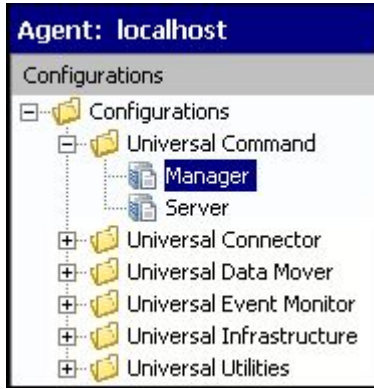 Agent: localhost
Configurations
Configurations
Universal Command
Manager
Server
Universal Connector
Universal Data Mover
Universal Event Monitor
Universal Infrastructure
Universal Utilities